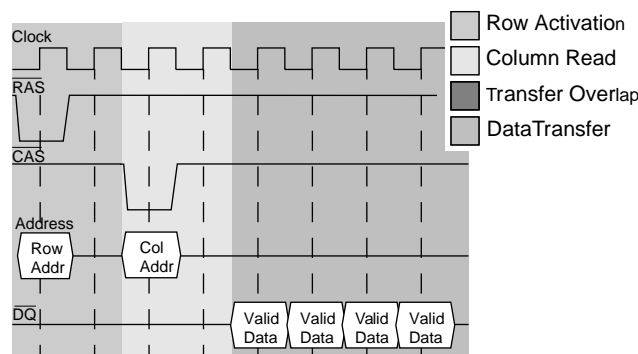 Clock
RAS
CAS
Address
Row
Addr
Col
Addr
DQ
Valid
Data
Valid
Data
Valid
Data
Valid
Data
Row Activation
Column Read
Transfer Overlap
DataTransfer